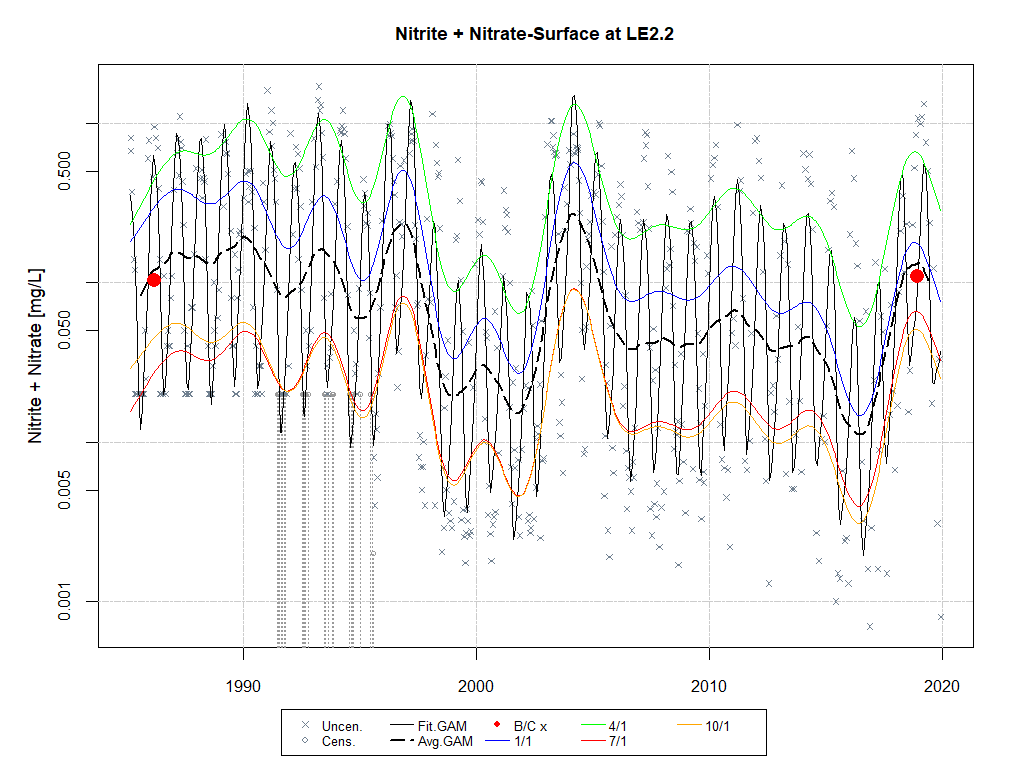 Nitrite + Nitrate-Surface at LE2.2
Nitrite + Nitrate [mg/L]
0.500
0.050
0.005
0.001
1990 2000 2010 2020
Uncen. Fit.GAM B/C x 4/1 10/1
Cens. Avg.GAM 1/1 7/1